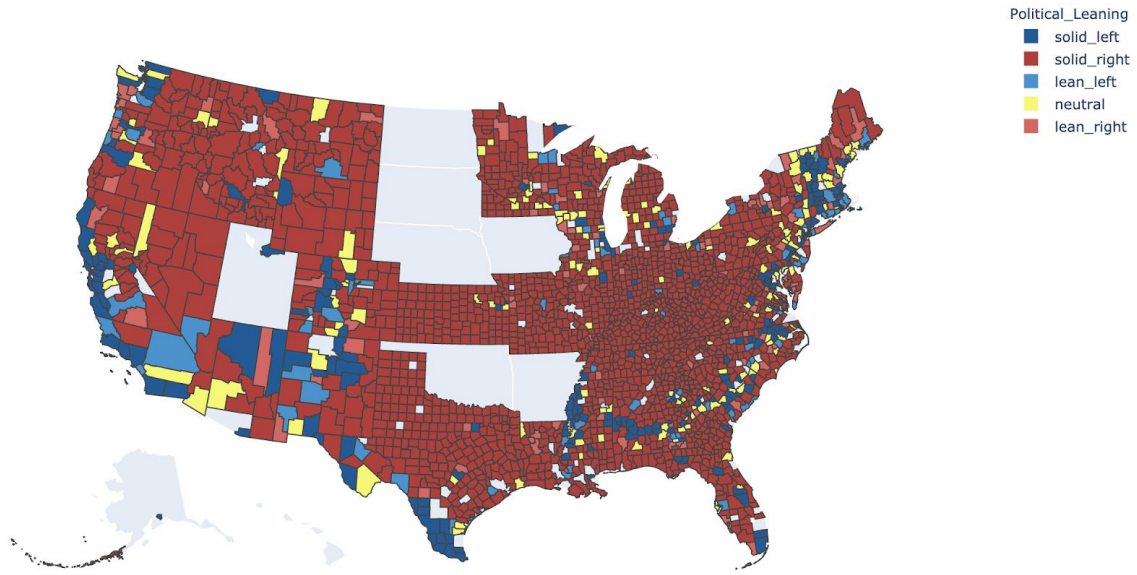 Political_Leaning
solid_left
solid_right
lean_left
neutral
lean_right